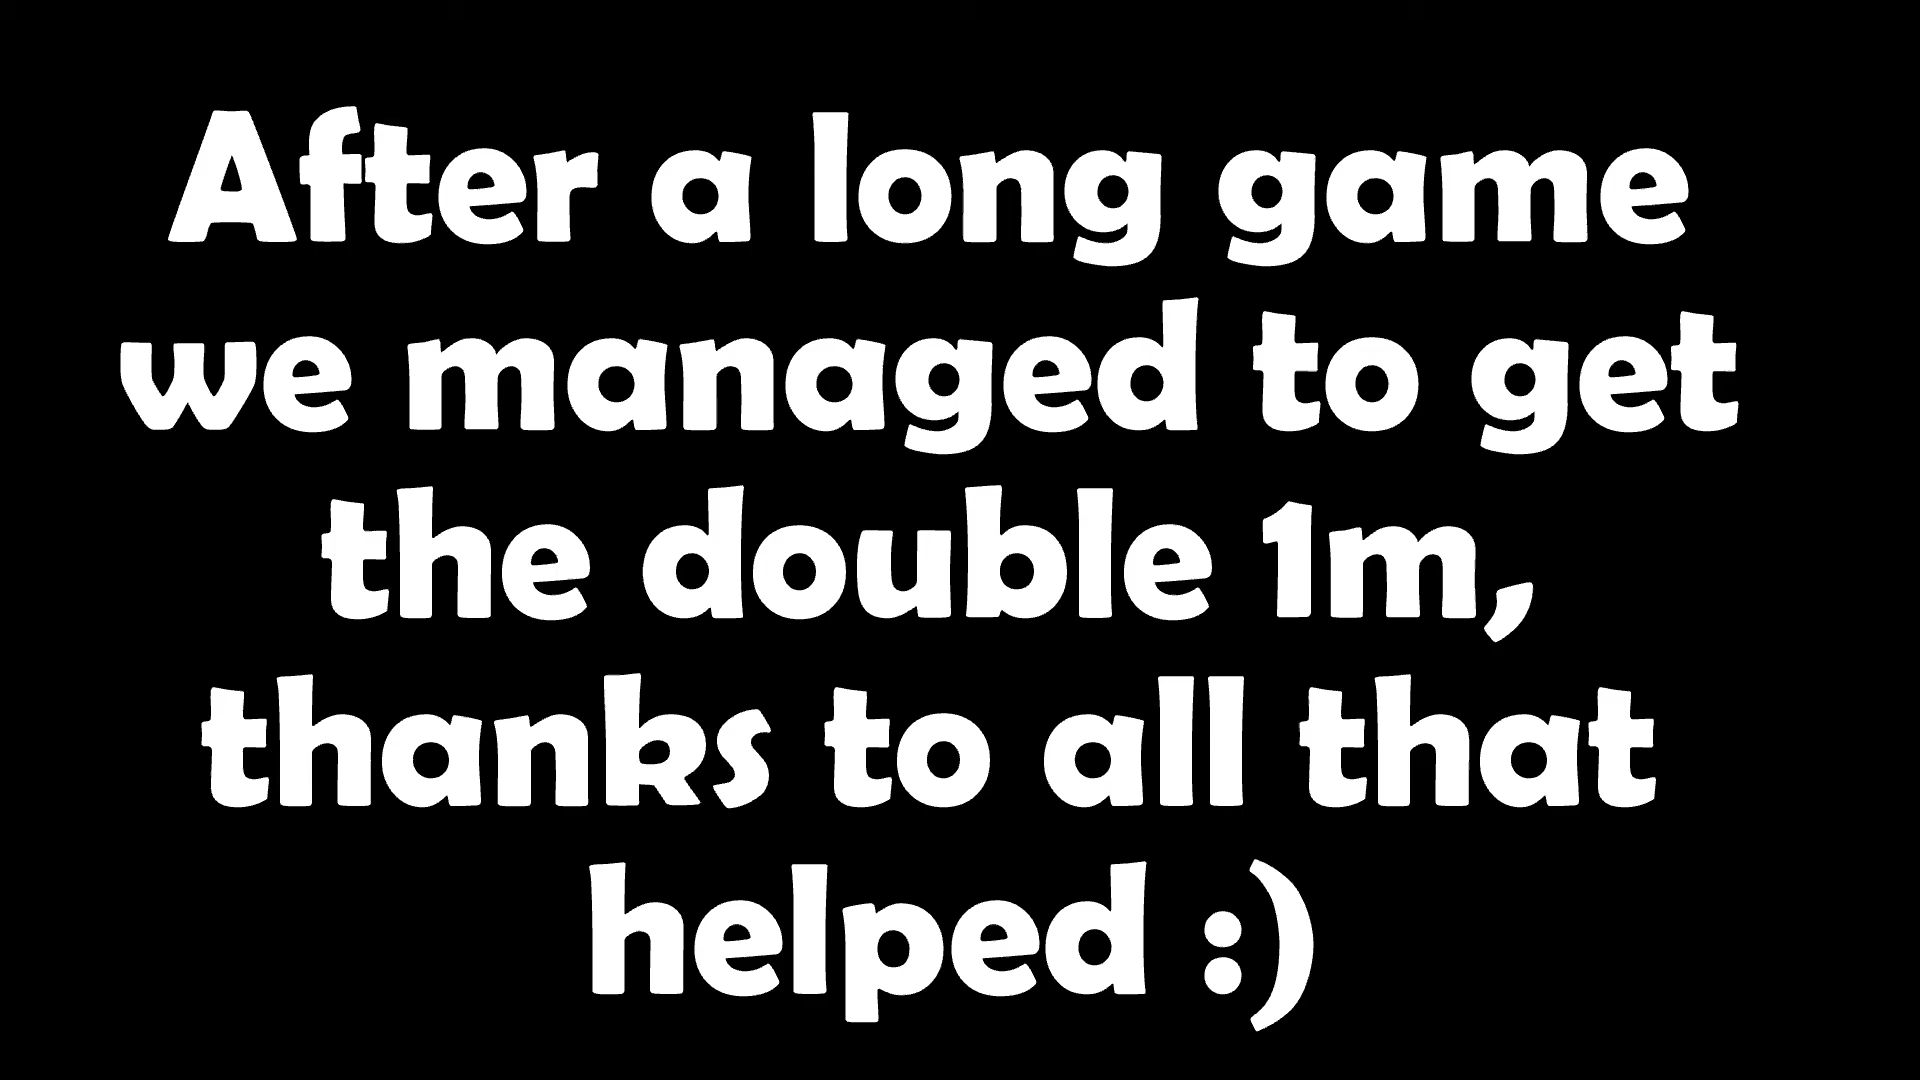 After a long game
we managed to get
the double 1m,
thanks to all that
helped :)